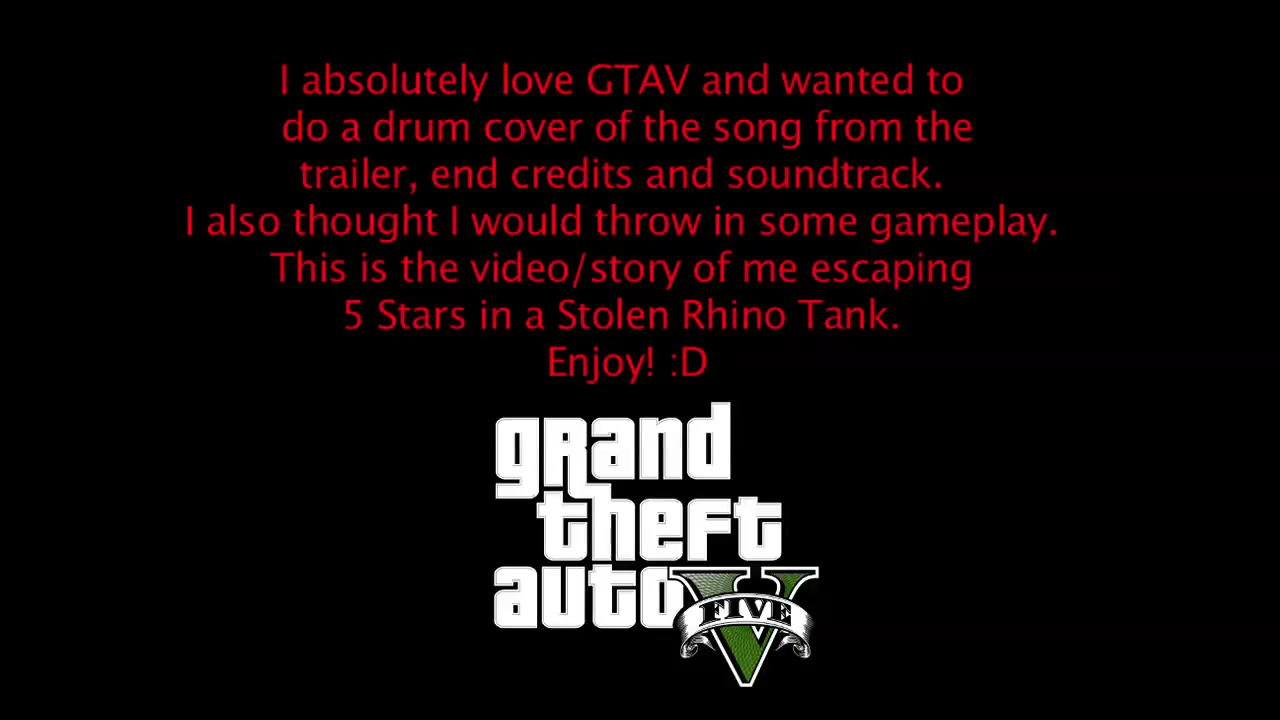 I absolutely love GTAV and wanted to
do a drum cover of the song from the
trailer, end credits and soundtrack.
I also thought I would throw in some gameplay.
This is the video/story of me escaping
5 Stars in a Stolen Rhino Tank.
Enjoy! :D
grand
theft
auto V
FIVE